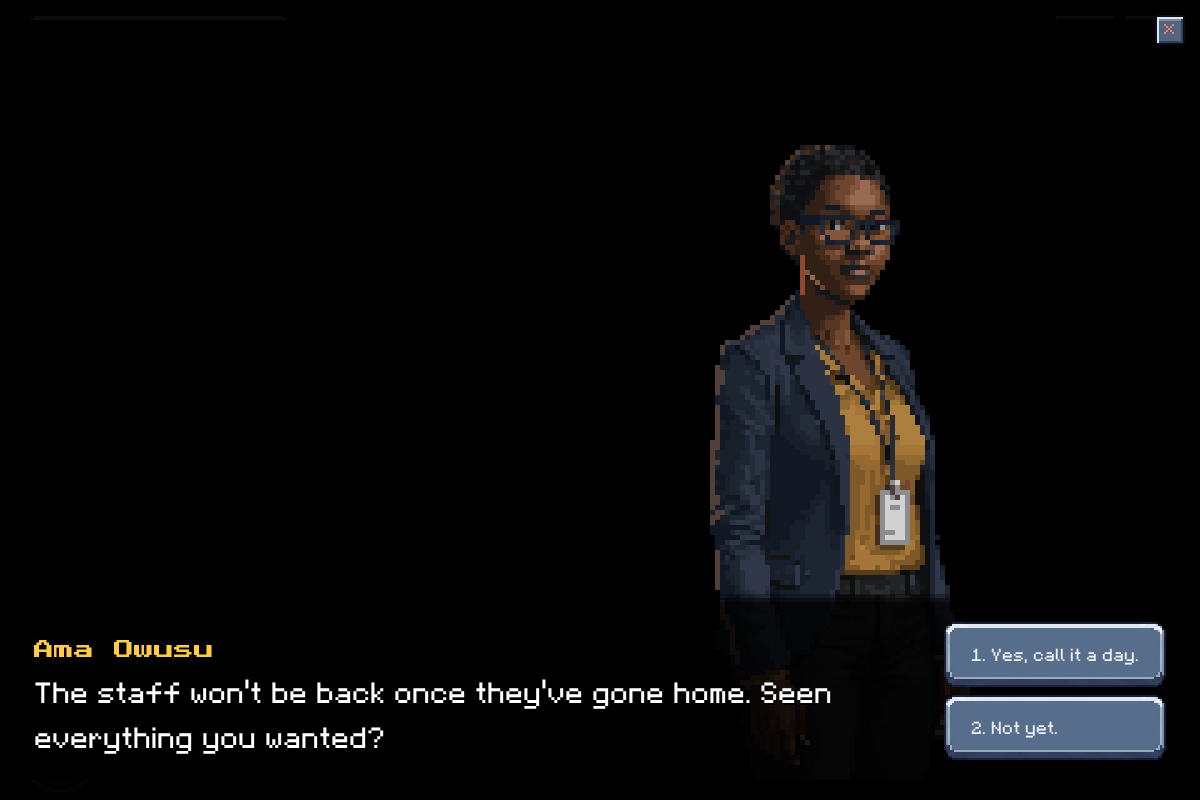 Ama Owusu
The staff won't be back once they've gone home. Seen
everything you wanted?
1. Yes, call it a day.
2. Not yet.